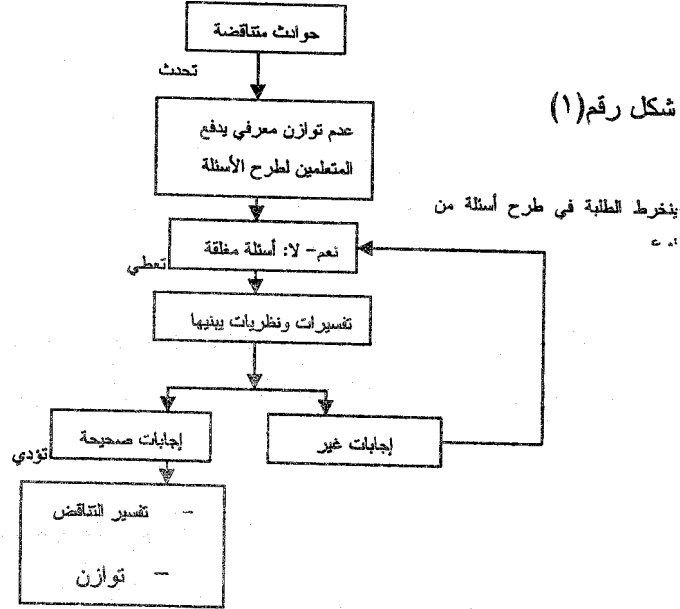 حوادث متناقضة
تحدث
شكل رقم(١)
عدم توازن معرفي يدفع
المتعلمين لطرح الأسئلة
ينخرط الطلبة في طرح أسئلة من
نعم– لا: أسئلة مغلقة
تعطي
تفسيرات ونظريات يبنيها
إجابات صحيحة
إجابات غير
تؤدي
– تفسير التناقض
– توازن